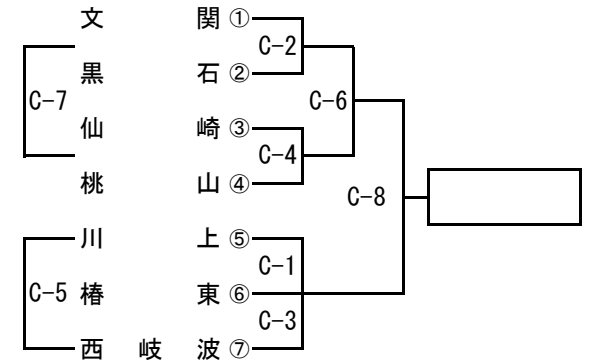 文 関 ①
C-2
黒 石 ②
C-7 C-6
仙 崎 ③
C-4
桃 山 ④
C-8
川 上 ⑤
C-1
C-5 椿 東 ⑥
C-3
西 岐 波 ⑦